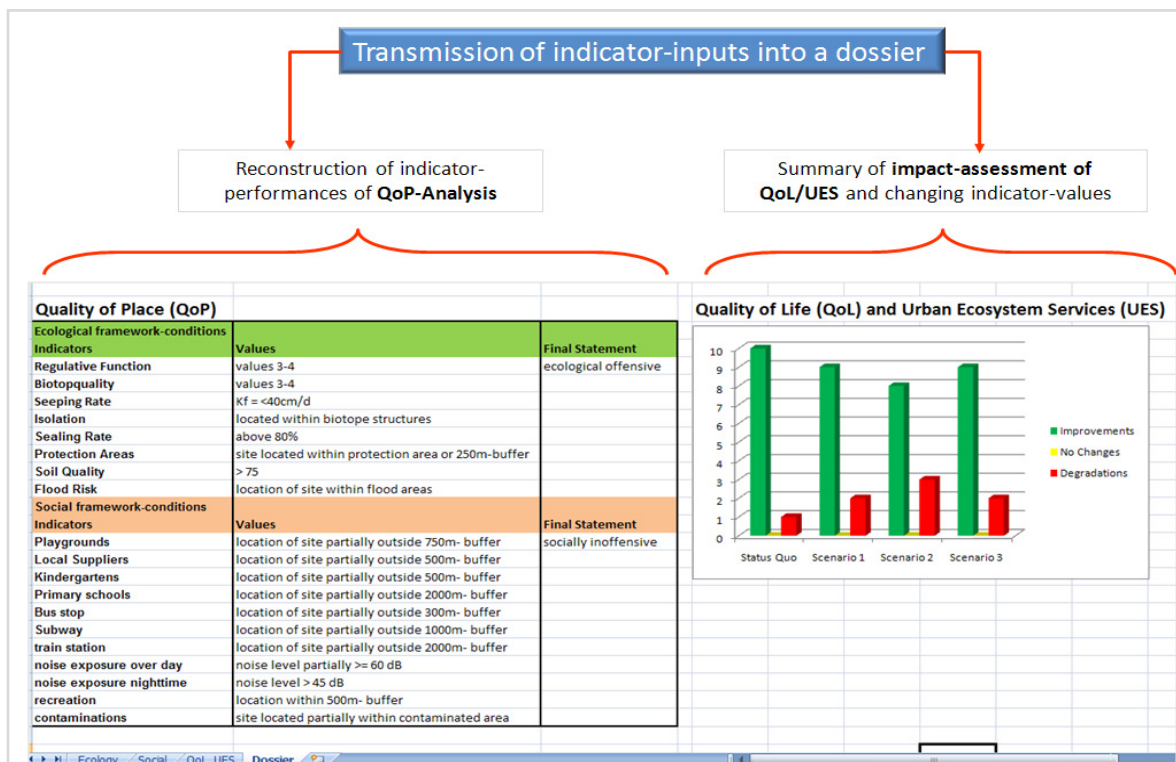 Transmission of indicator-inputs into a dossier
Reconstruction of indicator-
performances of QoP-Analysis
Summary of impact-assessment of
QoL/UES and changing indicator-values
Quality of Place (QoP)
Ecological framework-conditions
Indicators Values Final Statement
Regulative Function values 3-4 ecological offensive
Biotopquality values 3-4
Seeping Rate Kf = <40cm/d
Isolation located within biotope structures
Sealing Rate above 80%
Protection Areas site located within protection area or 250m-buffer
Soil Quality > 75
Flood Risk location of site within flood areas
Social framework-conditions
Indicators Values Final Statement
Playgrounds location of site partially outside 750m- buffer socially inoffensive
Local Suppliers location of site partially outside 500m- buffer
Kindergartens location of site partially outside 500m- buffer
Primary schools location of site partially outside 2000m- buffer
Bus stop location of site partially outside 300m- buffer
Subway location of site partially outside 1000m- buffer
train station location of site partially outside 2000m- buffer
noise exposure over day noise level partially >= 60 dB
noise exposure nighttime noise level > 45 dB
recreation location within 500m- buffer
contaminations site located partially within contaminated area
Quality of Life (QoL) and Urban Ecosystem Services (UES)
10
9
8
7
6
5
4
3
2
1
0
Status Quo Scenario 1 Scenario 2 Scenario 3
Improvements
No Changes
Degradations
Ecology Social QoL_UES Dossier